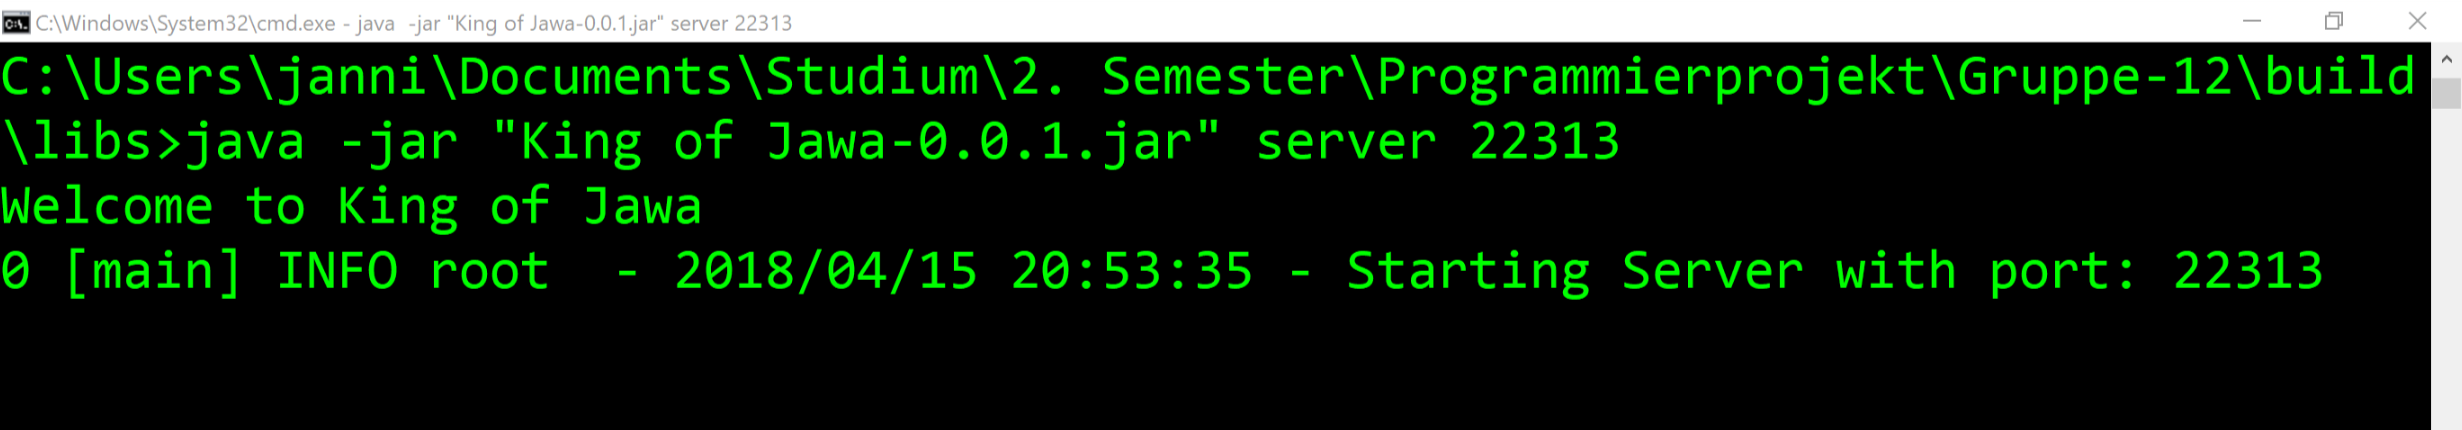 C:\Windows\System32\cmd.exe - java  -jar "King of Jawa-0.0.1.jar" server 22313
C:\Users\janni\Documents\Studium\2. Semester\Programmierprojekt\Gruppe-12\build
\libs>java -jar "King of Jawa-0.0.1.jar" server 22313
Welcome to King of Jawa
0 [main] INFO root  - 2018/04/15 20:53:35 - Starting Server with port: 22313